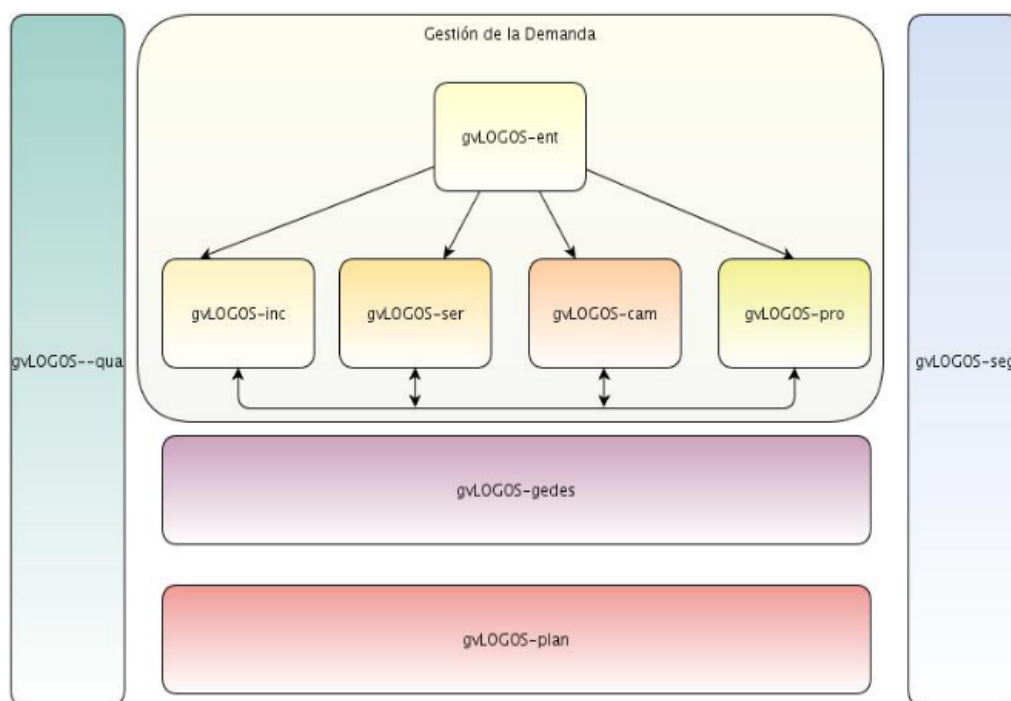 Gestión de la Demanda
gvLOGOS-ent
gvLOGOS-inc
gvLOGOS-ser
gvLOGOS-cam
gvLOGOS-pro
gvLOGOS--qua
gvLOGOS-seg
gvLOGOS-gedes
gvLOGOS-plan